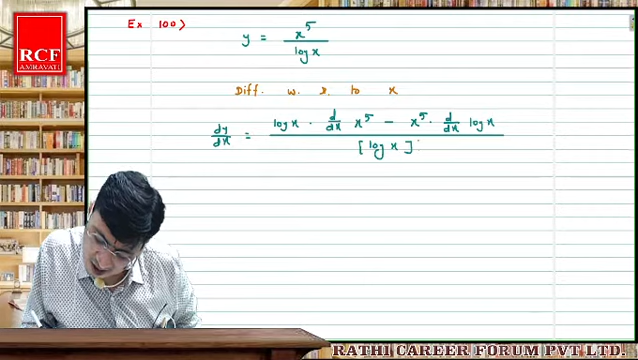 RCF
AMRAVATI
Ex 100>
y = x^5 / log x
Diff. w. r. to x
dy/dx = log x · d/dx x^5 − x^5 · d/dx log x / [log x]
RATHI CAREER FORUM PVT LTD.